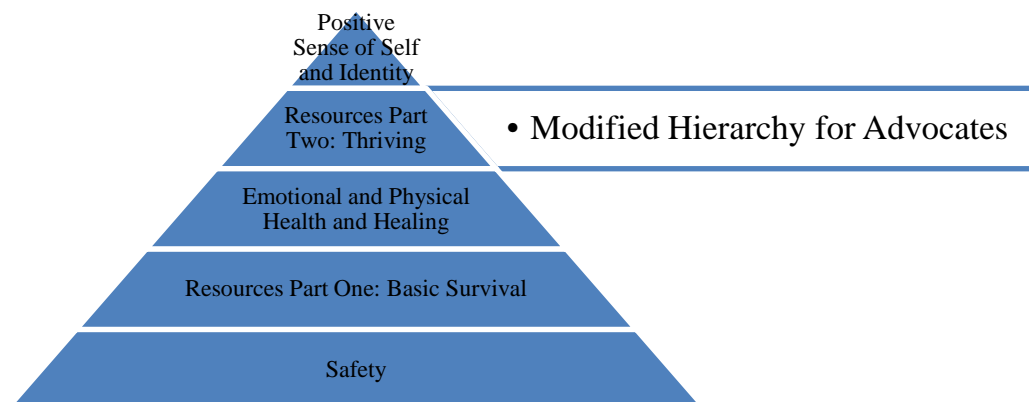 Positive
Sense of Self
and Identity
Resources Part
Two: Thriving
• Modified Hierarchy for Advocates
Emotional and Physical
Health and Healing
Resources Part One: Basic Survival
Safety